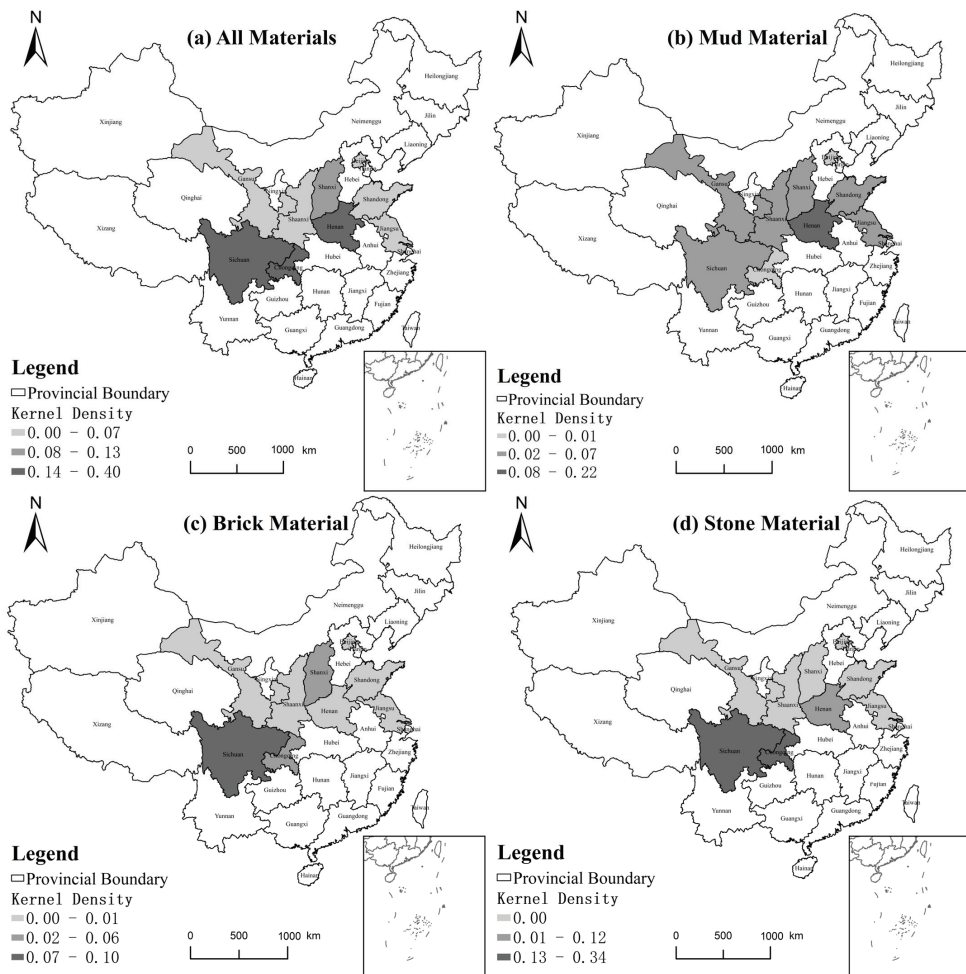 N
(a) All Materials
Heilongjiang
Jilin
Liaoning
Neimenggu
Xinjiang
Hebei
Gansu
Shanxi
Shandong
Qinghai
Shaanxi
Jiangsu
Henan
Xizang
Anhui
Shanghai
Sichuan
Hubei
Chongqing
Zhejiang
Hunan
Jiangxi
Guizhou
Fujian
Yunnan
Guangxi
Guangdong
Taiwan
Hainan
Legend
Provincial Boundary
Kernel Density
0.00 - 0.07
0.08 - 0.13
0.14 - 0.40
0 500 1000 km
N
(b) Mud Material
Heilongjiang
Jilin
Liaoning
Neimenggu
Xinjiang
Hebei
Gansu
Shanxi
Shandong
Qinghai
Shaanxi
Jiangsu
Henan
Xizang
Anhui
Shanghai
Sichuan
Hubei
Chongqing
Zhejiang
Hunan
Jiangxi
Guizhou
Fujian
Yunnan
Guangxi
Guangdong
Taiwan
Hainan
Legend
Provincial Boundary
Kernel Density
0.00 - 0.01
0.02 - 0.07
0.08 - 0.22
0 500 1000 km
N
(c) Brick Material
Heilongjiang
Jilin
Liaoning
Neimenggu
Xinjiang
Hebei
Gansu
Shanxi
Shandong
Qinghai
Shaanxi
Jiangsu
Henan
Xizang
Anhui
Shanghai
Sichuan
Hubei
Chongqing
Zhejiang
Hunan
Jiangxi
Guizhou
Fujian
Yunnan
Guangxi
Guangdong
Taiwan
Hainan
Legend
Provincial Boundary
Kernel Density
0.00 - 0.01
0.02 - 0.06
0.07 - 0.10
0 500 1000 km
N
(d) Stone Material
Heilongjiang
Jilin
Liaoning
Neimenggu
Xinjiang
Hebei
Gansu
Shanxi
Shandong
Qinghai
Shaanxi
Jiangsu
Henan
Xizang
Anhui
Shanghai
Sichuan
Hubei
Chongqing
Zhejiang
Hunan
Jiangxi
Guizhou
Fujian
Yunnan
Guangxi
Guangdong
Taiwan
Hainan
Legend
Provincial Boundary
Kernel Density
0.00
0.01 - 0.12
0.13 - 0.34
0 500 1000 km